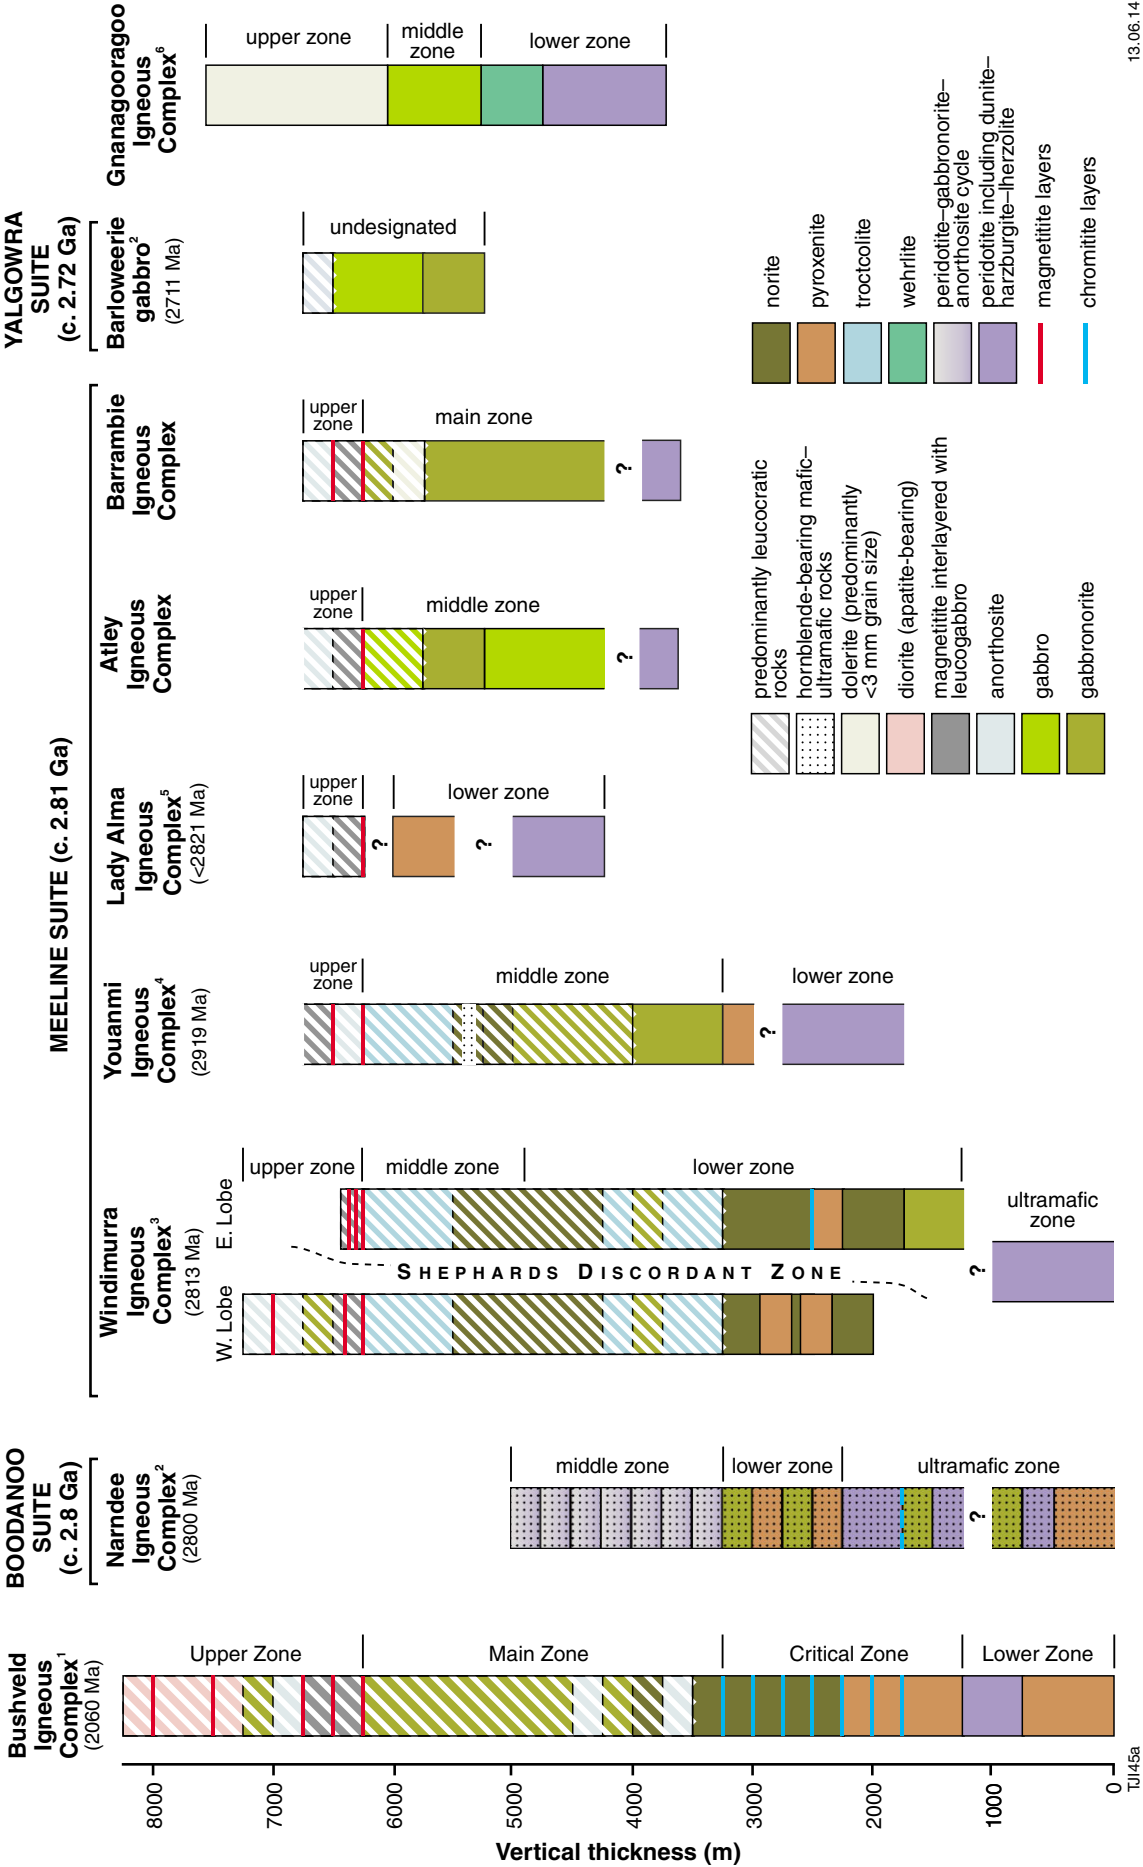 Bushveld
Igneous
Complex1
(2060 Ma)
Upper Zone
Main Zone
Critical Zone
Lower Zone
BOODANOO
SUITE
(c. 2.8 Ga)
Narndee
Igneous
Complex2
(2800 Ma)
middle zone
lower zone
ultramafic zone
?
MEELINE SUITE (c. 2.81 Ga)
Windimurra
Igneous
Complex3
(2813 Ma)
W. Lobe
E. Lobe
upper zone
middle zone
lower zone
SHEPHARDS DISCORDANT ZONE
?
ultramafic
zone
Youanmi
Igneous
Complex4
(2919 Ma)
upper
zone
middle zone
lower zone
?
Lady Alma
Igneous
Complex5
(<2821 Ma)
upper
zone
lower zone
?
?
Atley
Igneous
Complex
upper
zone
middle zone
?
Barrambie
Igneous
Complex
upper
zone
main zone
?
YALGOWRA
SUITE
(c. 2.72 Ga)
Barloweerie
gabbro2
(2711 Ma)
undesignated
Gnanagooragoo
Igneous
Complex6
upper zone
middle
zone
lower zone
predominantly leucocratic
rocks
hornblende-bearing mafic–
ultramafic rocks
dolerite (predominantly
<3 mm grain size)
diorite (apatite-bearing)
magnetitite interlayered with
leucogabbro
anorthosite
gabbro
gabbronorite
norite
pyroxenite
troctcolite
wehrlite
peridotite–gabbronorite–
anorthosite cycle
peridotite including dunite–
harzburgite–lherzolite
magnetitite layers
chromitite layers
8000
7000
6000
5000
4000
3000
2000
1000
0
Vertical thickness (m)
TJI45a
13.06.14